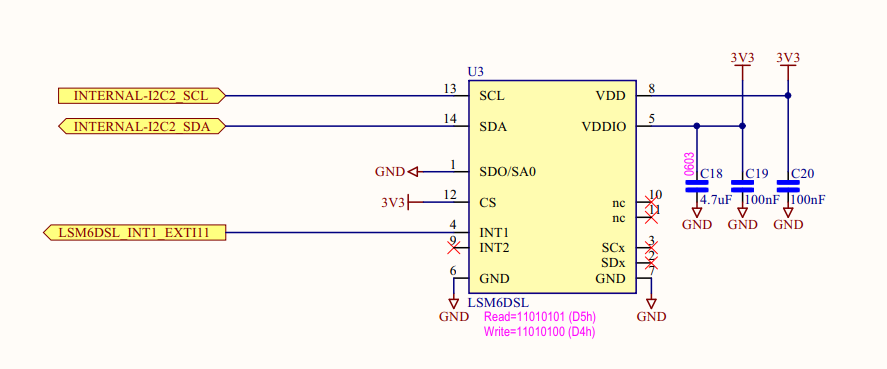 U3
3V3 3V3
INTERNAL-I2C2_SCL 13 SCL VDD 8
INTERNAL-I2C2_SDA 14 SDA VDDIO 5
0603
GND 1 SDO/SA0 C18 C19 C20
3V3 12 CS nc 10 4.7uF 100nF 100nF
nc 11
GND GND GND
LSM6DSL_INT1_EXTI11 4 INT1
9 INT2 SCx 3
SDx 2
6 GND GND 7
LSM6DSL
GND Read=11010101 (D5h) GND
Write=11010100 (D4h)